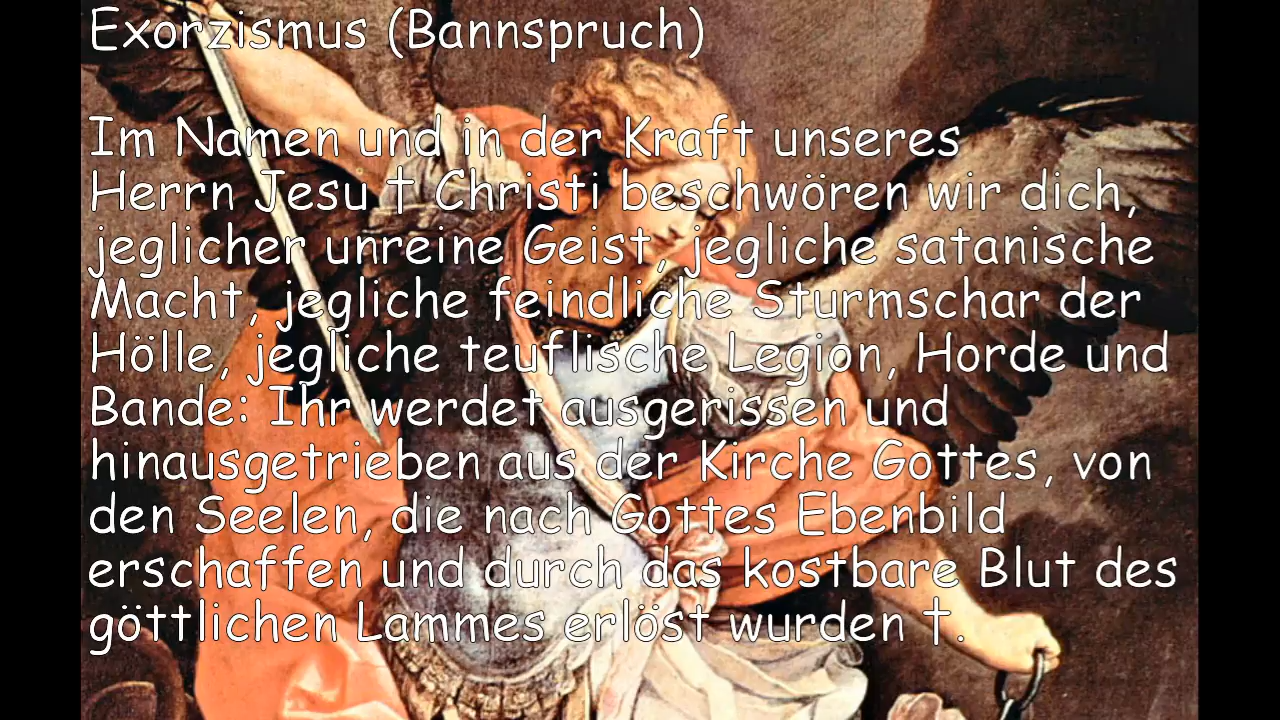 Exorzismus (Bannspruch)
Im Namen und in der Kraft unseres
Herrn Jesu † Christi beschwören wir dich,
jeglicher unreine Geist, jegliche satanische
Macht, jegliche feindliche Sturmschar der
Hölle, jegliche teuflische Legion, Horde und
Bande: Ihr werdet ausgerissen und
hinausgetrieben aus der Kirche Gottes, von
den Seelen, die nach Gottes Ebenbild
erschaffen und durch das kostbare Blut des
göttlichen Lammes erlöst wurden †.